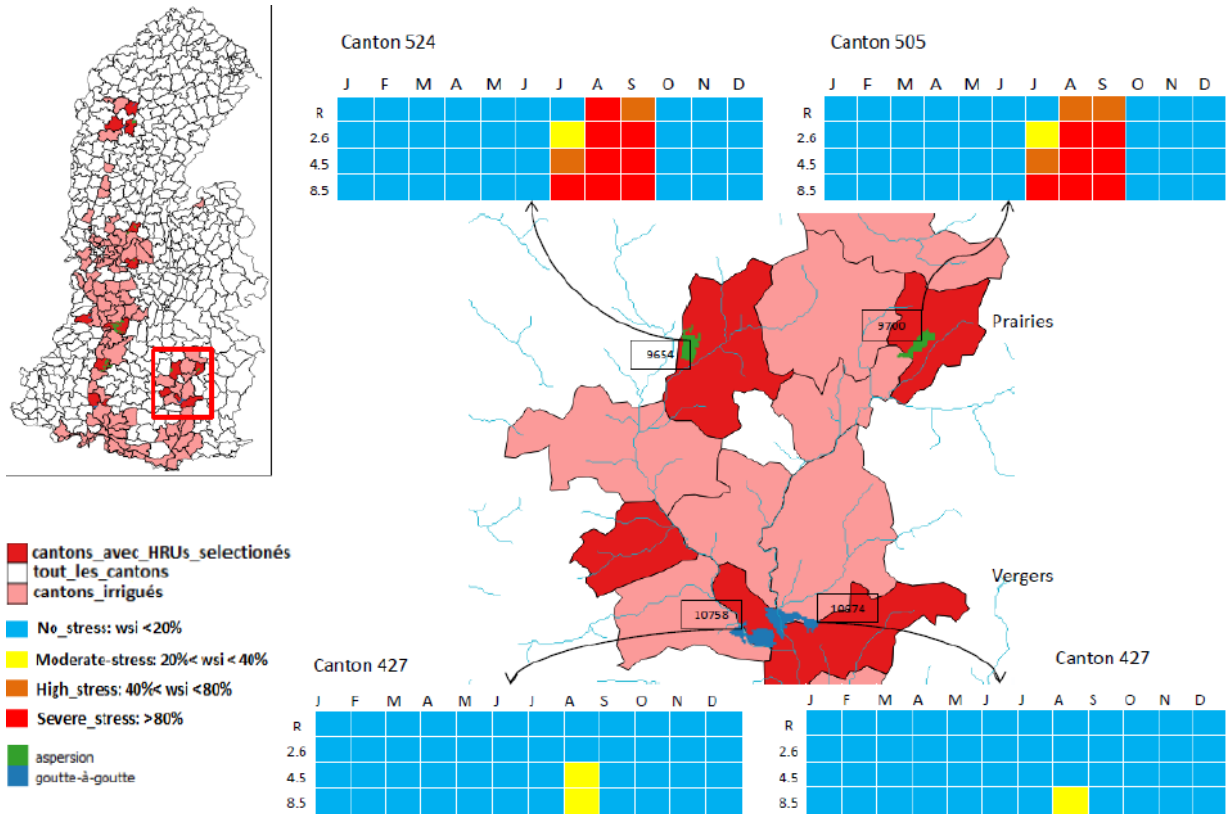 Canton 524
Canton 505
J F M A M J J A S O N D
J F M A M J J A S O N D
R
2.6
4.5
8.5
R
2.6
4.5
8.5
9700
Prairies
9654
cantons_avec_HRUs_selectionés
tout_les_cantons
cantons_irrigués
No_stress: wsi <20%
Moderate-stress: 20%< wsi < 40%
High_stress: 40%< wsi <80%
Severe_stress: >80%
aspersion
goutte-à-goutte
Vergers
10758
10674
Canton 427
Canton 427
J F M A M J J A S O N D
J F M A M J J A S O N D
R
2.6
4.5
8.5
R
2.6
4.5
8.5